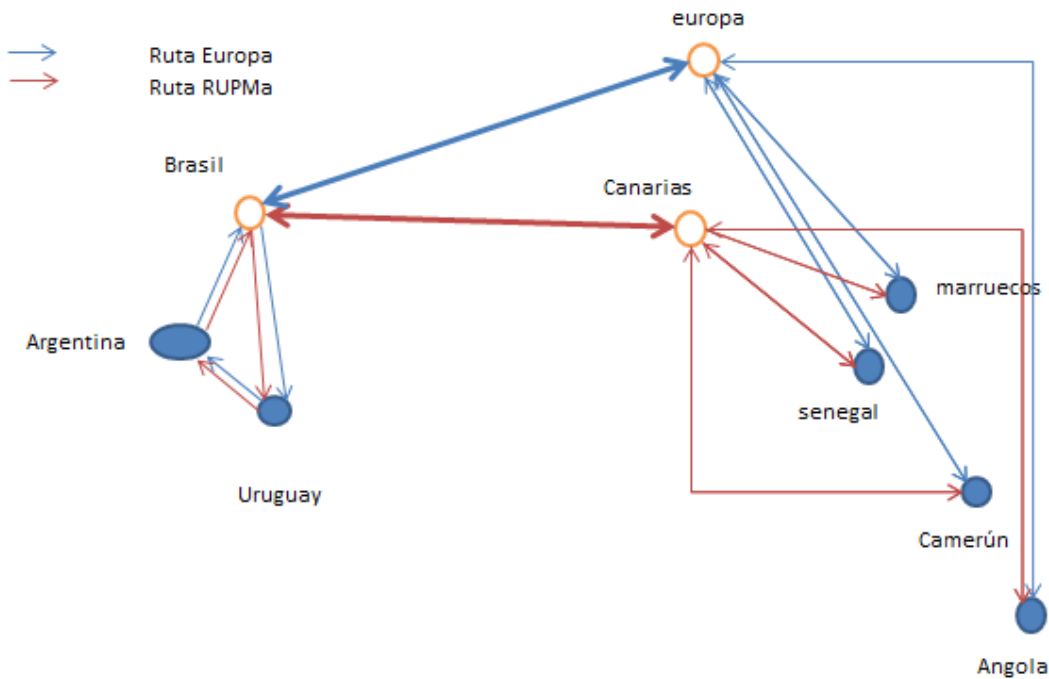 europa
Ruta Europa
Ruta RUPMa
Brasil
Canarias
marruecos
Argentina
senegal
Uruguay
Camerún
Angola